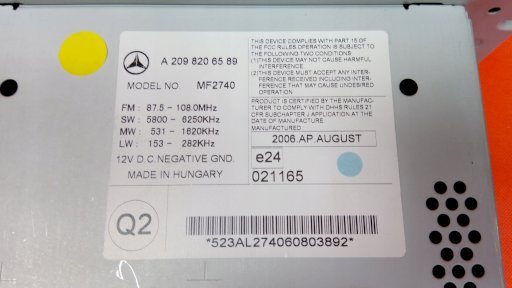 A 209 820 65 89
MODEL NO. MF2740
FM : 87.5 - 108.0MHz
SW : 5800 - 6250KHz
MW : 531 - 1620KHz
LW : 153 - 282KHz
12V D.C. NEGATIVE GND.
MADE IN HUNGARY
THIS DEVICE COMPLIES WITH PART 15 OF
THE FCC RULES OPERATION IS SUBJECT TO
THE FOLLOWING TWO CONDITIONS.
(1)THIS DEVICE MAY NOT CAUSE HARMFUL
INTERFERENCE
(2)THIS DEVICE MUST ACCEPT ANY INTER-
FERENCE RECEIVED INCLUDING INTER-
FERENCE THAT MAY CAUSE UNDESIRED
OPERATION
PRODUCT IS CERTIFIED BY THE MANUFAC-
TURER TO COMPLY WITH DHHS RULES 21
CFR SUBCHAPTER J APPLICATION AT THE
DATE OF MANUFACTURE
MANUFACTURED
2006.AP.AUGUST
e24
021165
Q2
*523AL274060803892*